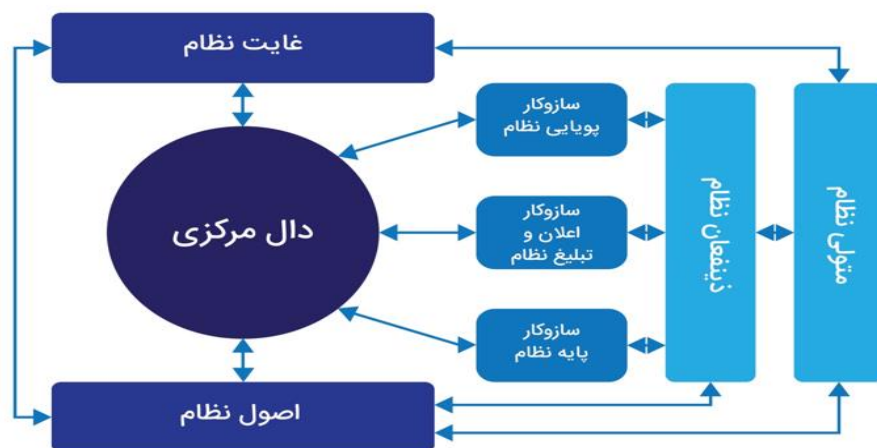 غایت نظام
سازوکار
پویایی نظام
دال مرکزی
سازوکار
اعلان و
تبلیغ نظام
سازوکار
پایه نظام
ذینفعان نظام
متولی نظام
اصول نظام